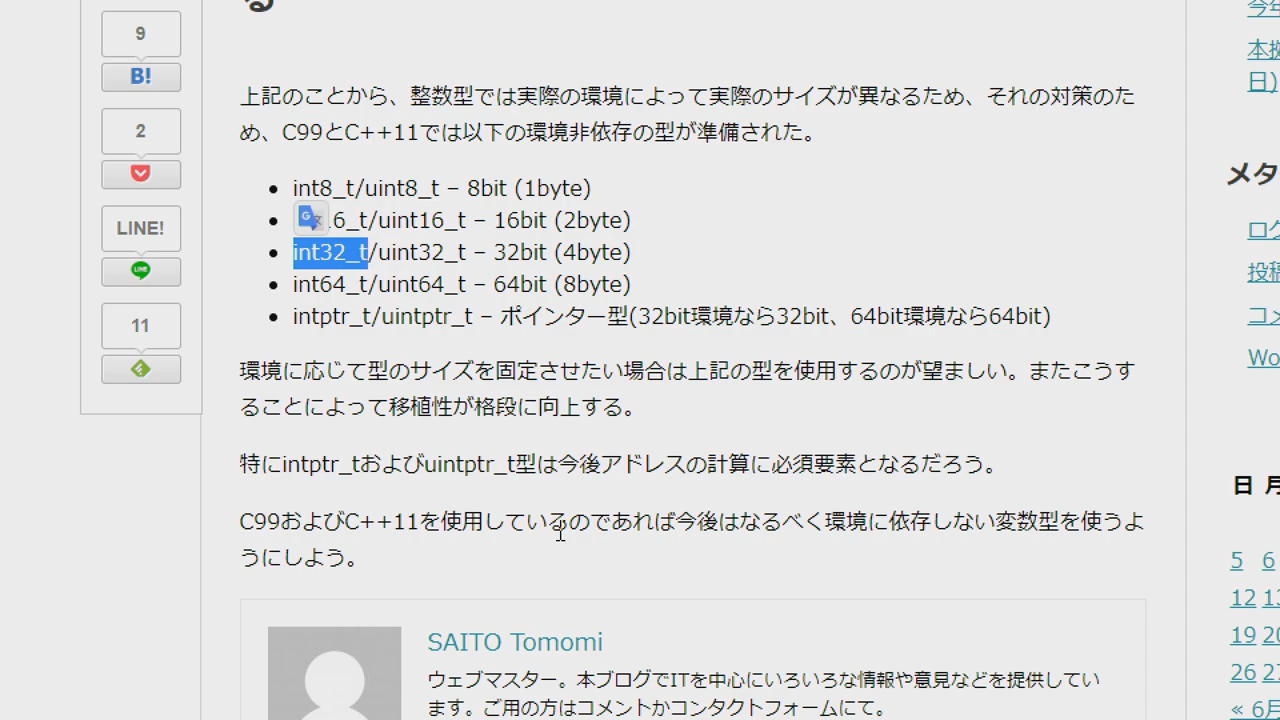 る
9
B!
2
LINE!
11
上記のことから、整数型では実際の環境によって実際のサイズが異なるため、それの対策のた
め、C99とC++11では以下の環境非依存の型が準備された。
int8_t/uint8_t – 8bit (1byte)
16_t/uint16_t – 16bit (2byte)
int32_t/uint32_t – 32bit (4byte)
int64_t/uint64_t – 64bit (8byte)
intptr_t/uintptr_t – ポインター型(32bit環境なら32bit、64bit環境なら64bit)
環境に応じて型のサイズを固定させたい場合は上記の型を使用するのが望ましい。またこうす
ることによって移植性が格段に向上する。
特にintptr_tおよびuintptr_t型は今後アドレスの計算に必須要素となるだろう。
C99およびC++11を使用しているのであれば今後はなるべく環境に依存しない変数型を使うよ
うにしよう。
SAITO Tomomi
ウェブマスター。本ブログでITを中心にいろいろな情報や意見などを提供してい
ます。ご用の方はコメントかコンタクトフォームにて。
今年
本拠
日)
メタ
ログ
投稿
コメ
Wo
日 月
5 6
12 13
19 20
26 27
« 6月